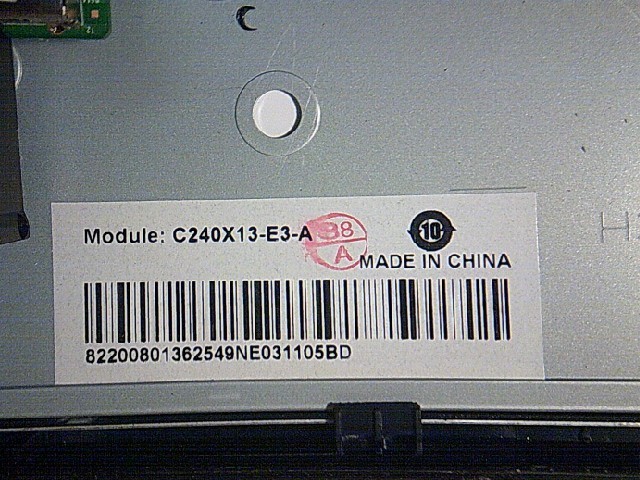 Module: C240X13-E3-A
38
A
10
MADE IN CHINA
82200801362549NE031105BD